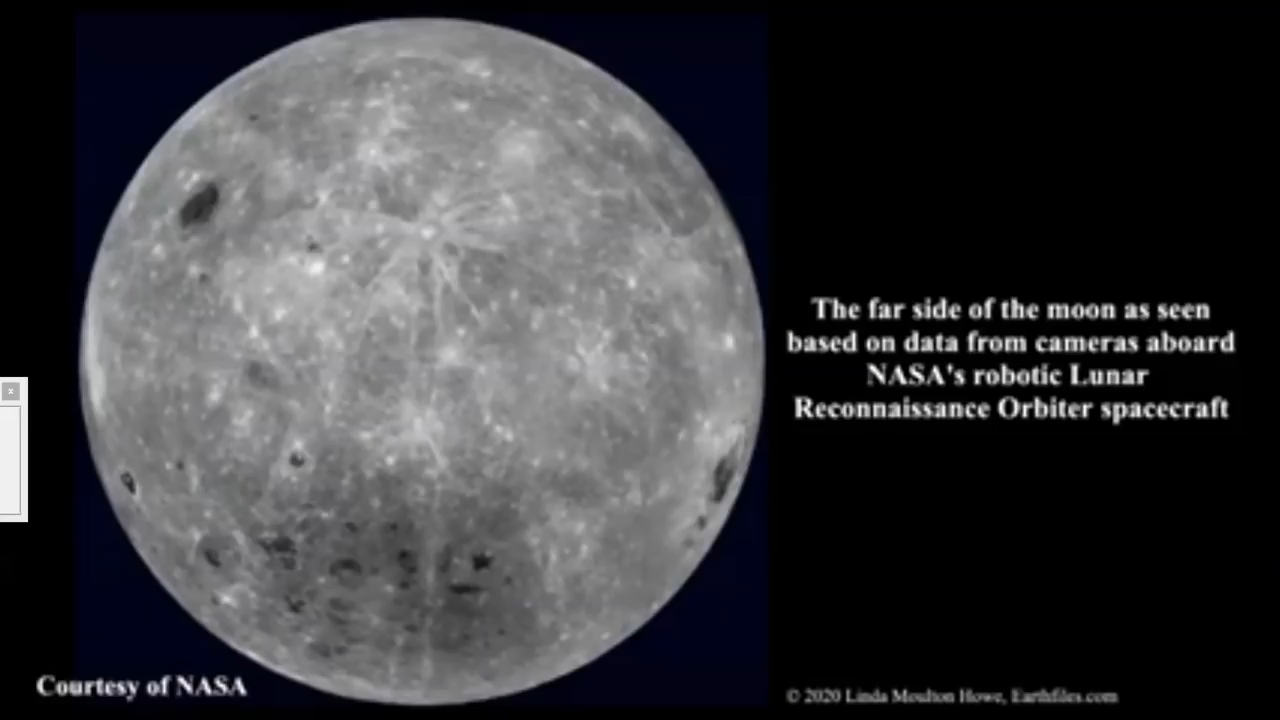 The far side of the moon as seen
based on data from cameras aboard
NASA's robotic Lunar
Reconnaissance Orbiter spacecraft
Courtesy of NASA
© 2020 Linda Moulton Howe, Earthfiles.com